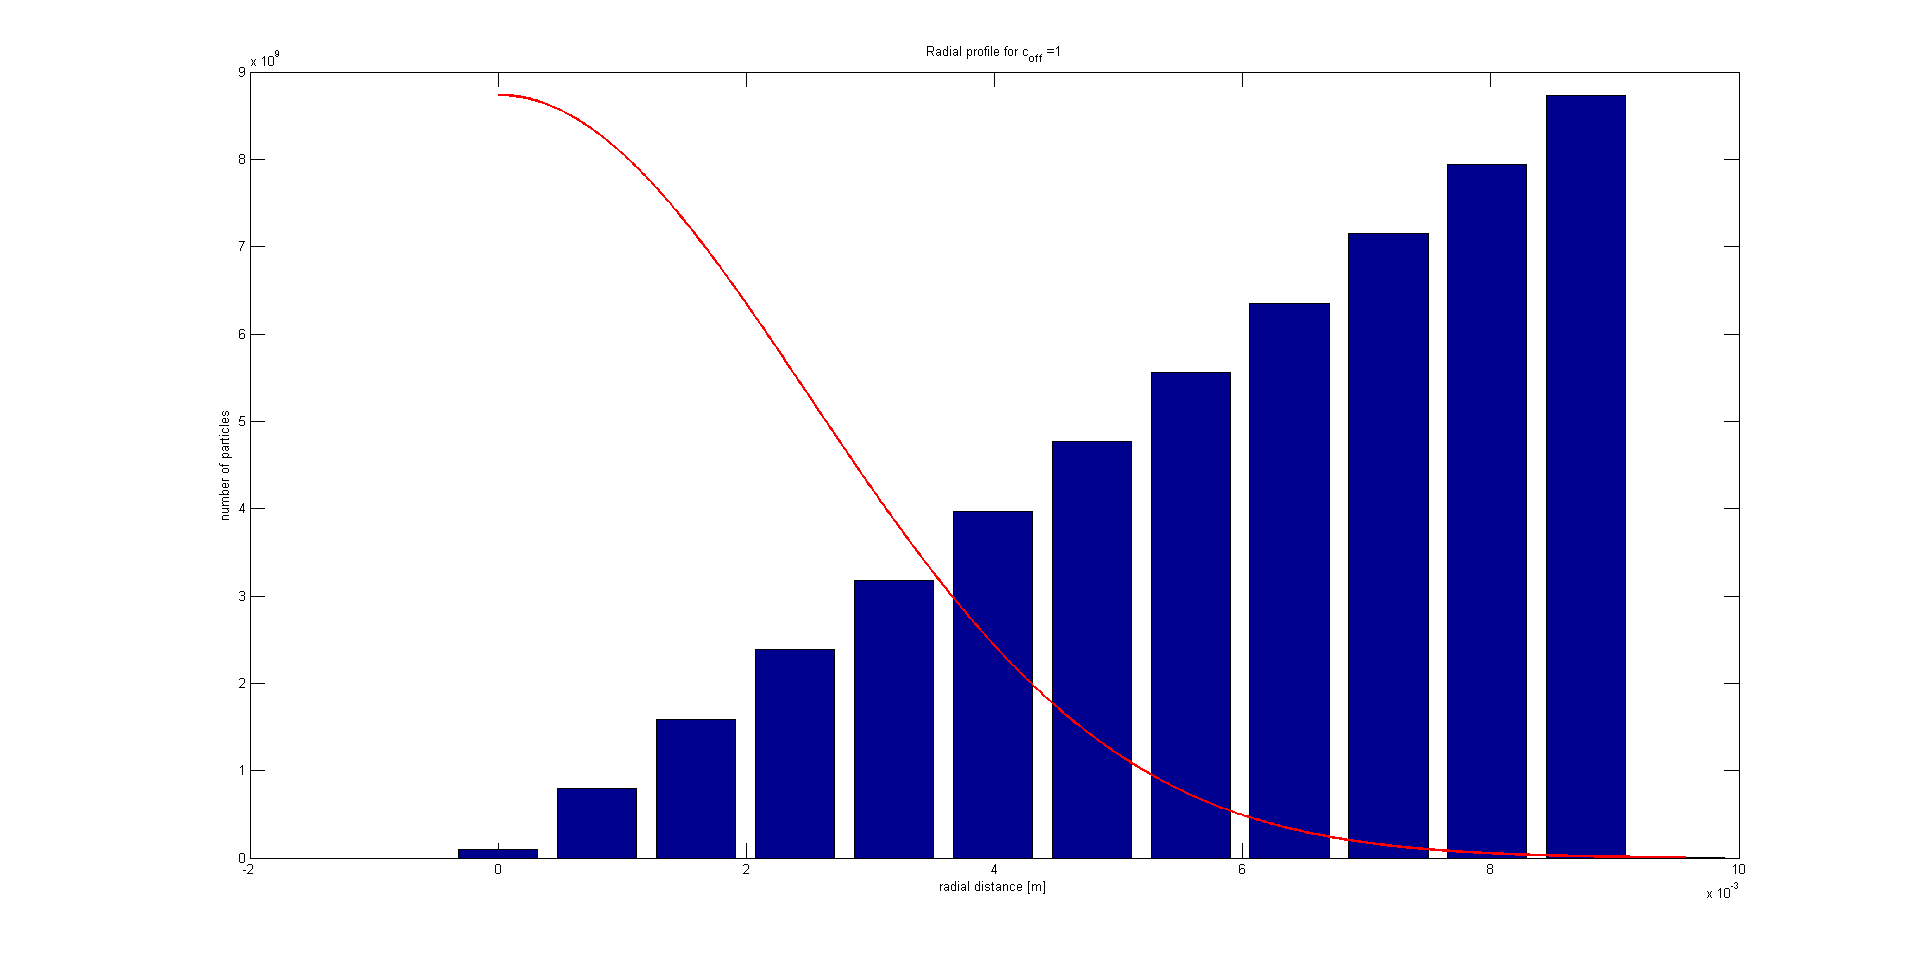 Radial profile for c_off =1
x 10^9
9
8
7
6
5
4
3
2
1
0
number of particles
-2 0 2 4 6 8 10
radial distance [m]
x 10^-3